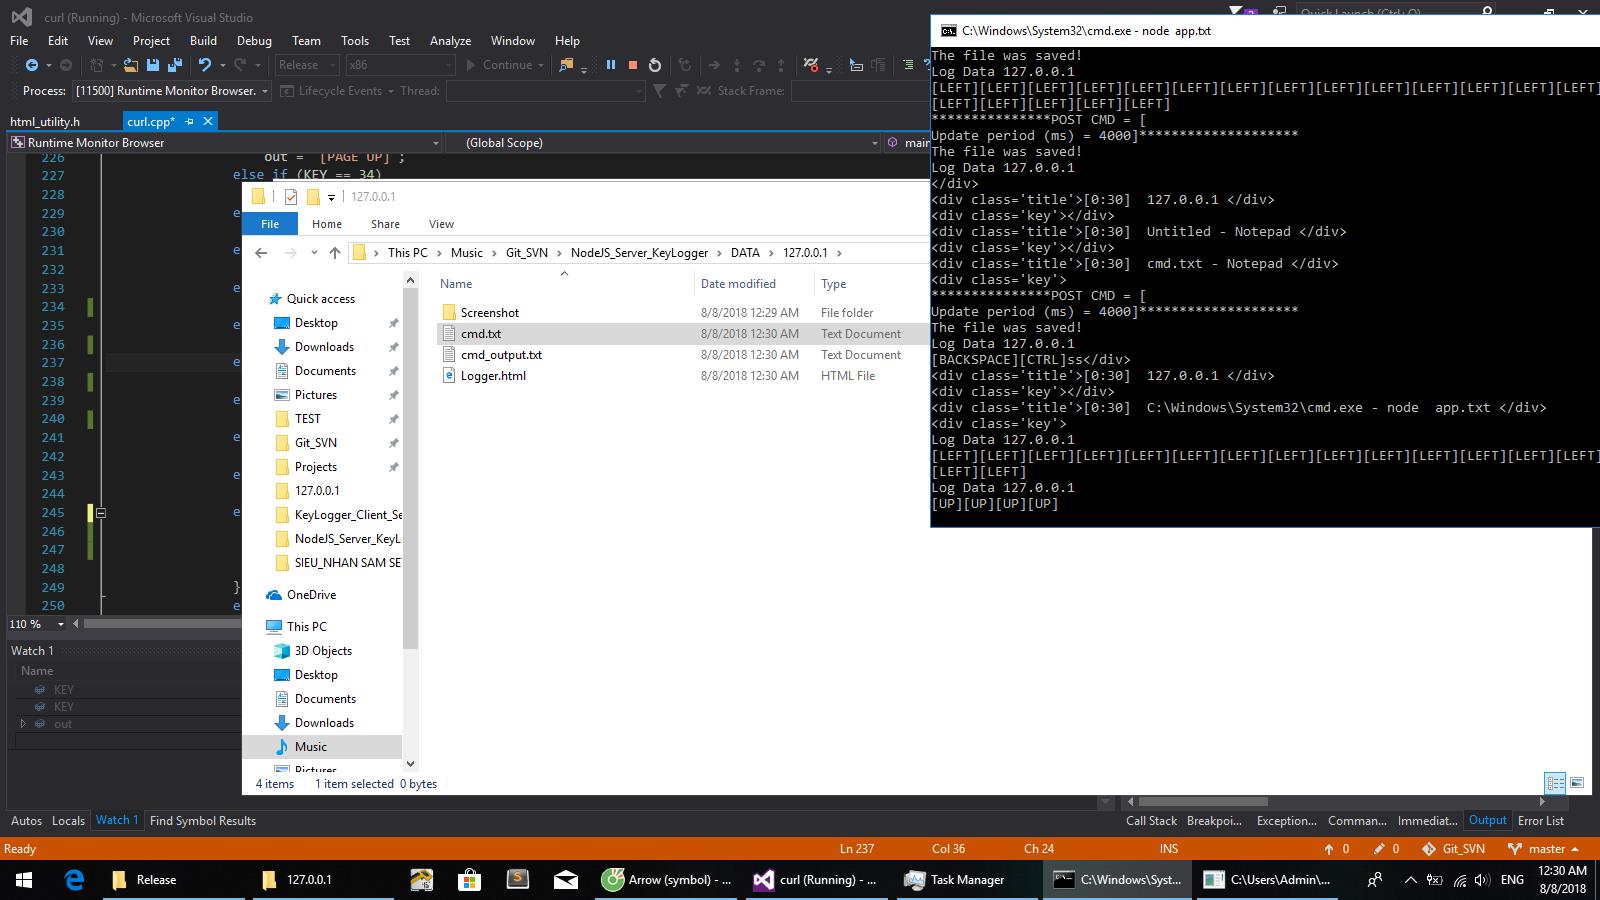 curl (Running) - Microsoft Visual Studio
File Edit View Project Build Debug Team Tools Test Analyze Window Help
Release x86 Continue
Process: [11500] Runtime Monitor Browser. Lifecycle Events Thread: Stack Frame:
html_utility.h curl.cpp*
Runtime Monitor Browser (Global Scope) main
226 out = "[PAGE UP]";
227 else if (KEY == 34)
228
229 e
230
231 e
232
233 e
234
235 e
236
237 e
238
239 e
240
241 e
242
243 e
244
245 e
246
247
248
249 }
250 e
110 %
Watch 1
Name
KEY
KEY
out
Autos Locals Watch 1 Find Symbol Results
Call Stack Breakpoi... Exception... Comman... Immediat... Output Error List
Ready Ln 237 Col 36 Ch 24 INS 0 0 Git_SVN master
127.0.0.1
File Home Share View
This PC Music Git_SVN NodeJS_Server_KeyLogger DATA 127.0.0.1
Quick access
Desktop
Downloads
Documents
Pictures
TEST
Git_SVN
Projects
127.0.0.1
KeyLogger_Client_Se
NodeJS_Server_KeyL
SIEU_NHAN SAM SE
OneDrive
This PC
3D Objects
Desktop
Documents
Downloads
Music
Pictures
Name Date modified Type
Screenshot 8/8/2018 12:29 AM File folder
cmd.txt 8/8/2018 12:30 AM Text Document
cmd_output.txt 8/8/2018 12:30 AM Text Document
Logger.html 8/8/2018 12:30 AM HTML File
4 items 1 item selected 0 bytes
Quick Launch (Ctrl+Q)
C:\Windows\System32\cmd.exe - node app.txt
The file was saved!
Log Data 127.0.0.1
[LEFT][LEFT][LEFT][LEFT][LEFT][LEFT][LEFT][LEFT][LEFT][LEFT][LEFT][LEFT][LEFT][LEFT]
[LEFT][LEFT][LEFT][LEFT][LEFT]
***************POST CMD = [
Update period (ms) = 4000]********************
The file was saved!
Log Data 127.0.0.1
</div>
<div class='title'>[0:30]  127.0.0.1 </div>
<div class='key'></div>
<div class='title'>[0:30]  Untitled - Notepad </div>
<div class='key'></div>
<div class='title'>[0:30]  cmd.txt - Notepad </div>
<div class='key'>
***************POST CMD = [
Update period (ms) = 4000]********************
The file was saved!
Log Data 127.0.0.1
[BACKSPACE][CTRL]ss</div>
<div class='title'>[0:30]  127.0.0.1 </div>
<div class='key'></div>
<div class='title'>[0:30]  C:\Windows\System32\cmd.exe - node  app.txt </div>
<div class='key'>
Log Data 127.0.0.1
[LEFT][LEFT][LEFT][LEFT][LEFT][LEFT][LEFT][LEFT][LEFT][LEFT][LEFT][LEFT][LEFT][LEFT]
[LEFT][LEFT]
Log Data 127.0.0.1
[UP][UP][UP][UP]
Release 127.0.0.1 Arrow (symbol) - ... curl (Running) - ... Task Manager C:\Windows\Syst... C:\Users\Admin\... ENG 12:30 AM
8/8/2018